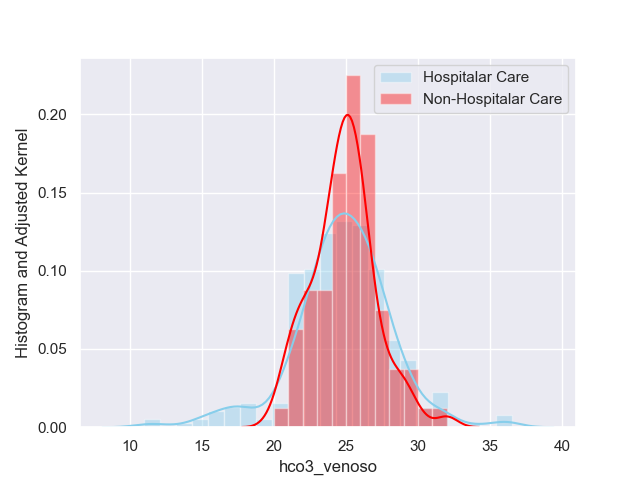 Hospitalar Care
Non-Hospitalar Care
Histogram and Adjusted Kernel
0.20
0.15
0.10
0.05
0.00
10 15 20 25 30 35 40
hco3_venoso